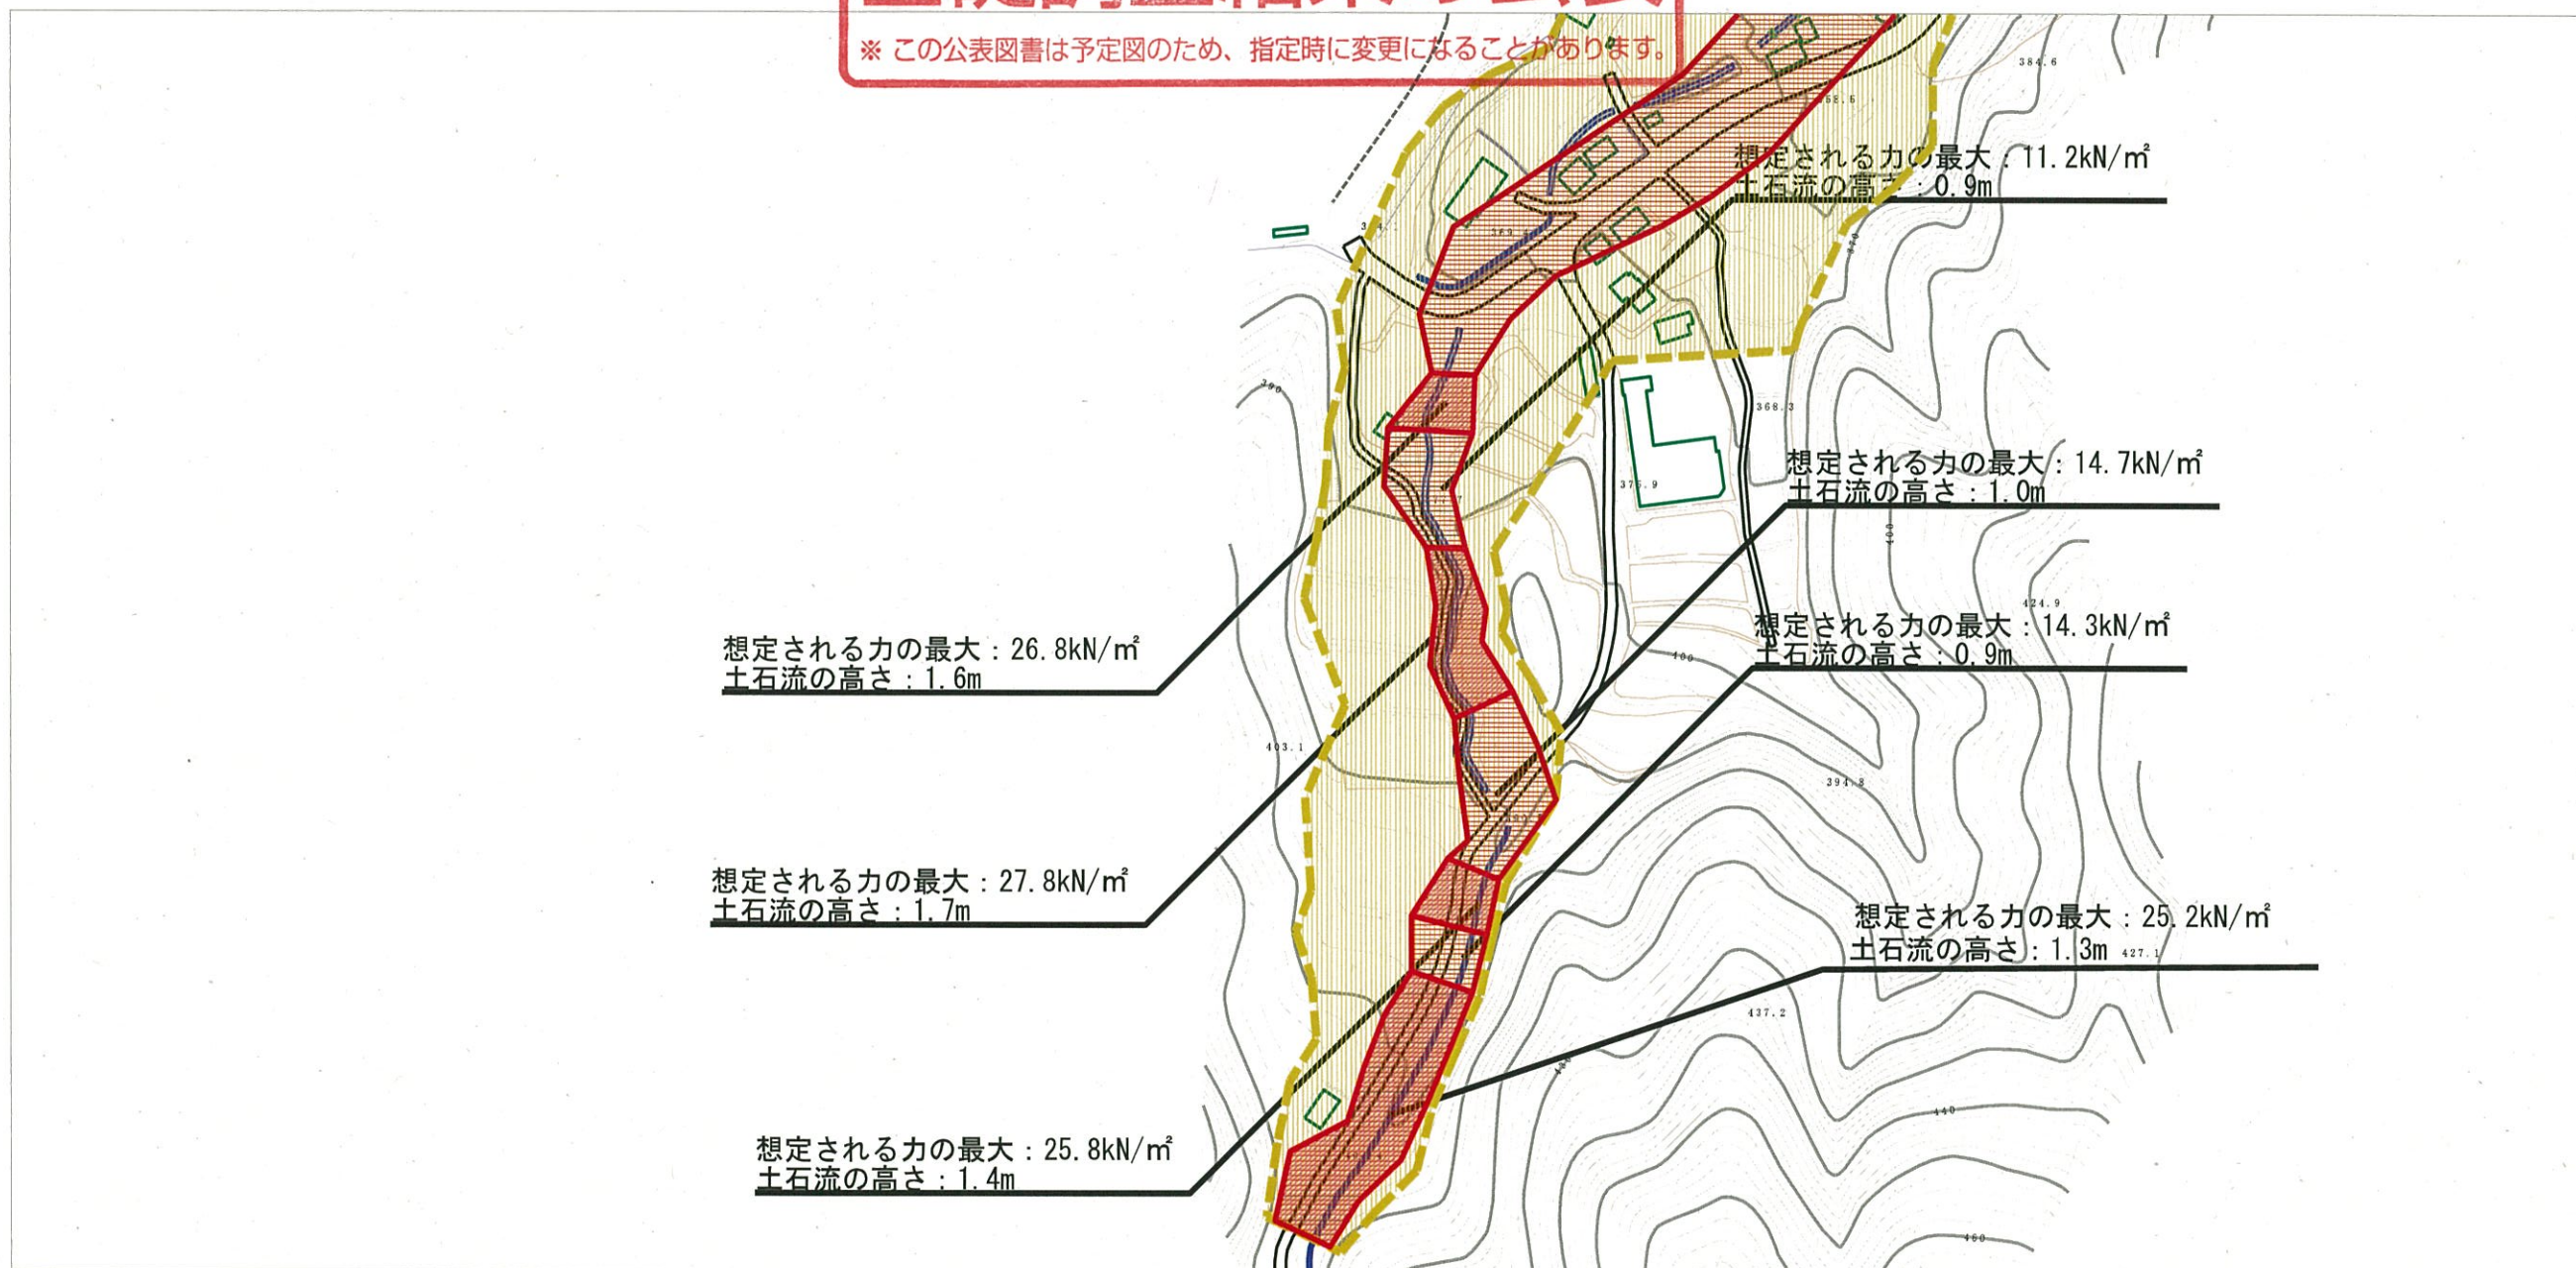 ※ この公表図書は予定図のため、指定時に変更になることがあります。
384.6
想定される力の最大：11.2kN/㎡
土石流の高さ：0.9m
370
390
368.3
想定される力の最大：14.7kN/㎡
土石流の高さ：1.0m
400
424.9
想定される力の最大：14.3kN/㎡
土石流の高さ：0.9m
想定される力の最大：26.8kN/㎡
土石流の高さ：1.6m
400
403.1
394.8
想定される力の最大：27.8kN/㎡
土石流の高さ：1.7m
想定される力の最大：25.2kN/㎡
土石流の高さ：1.3m
427.1
437.2
440
想定される力の最大：25.8kN/㎡
土石流の高さ：1.4m
460